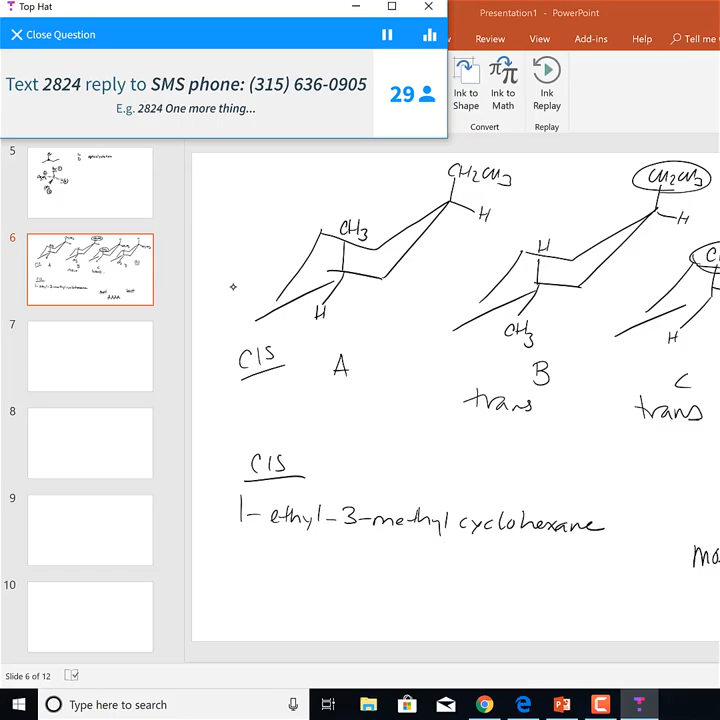 Top Hat
Presentation1 - PowerPoint
Close Question
Review View Add-ins Tell me
Text 2824 reply to SMS phone: (315) 636-0905
E.g. 2824 One more thing...
29
Ink to Shape
Ink to Math
Ink Replay
Convert
Replay
5
6
7
8
9
10
CH2CH3
H
CH3
H
CIS
A
CH2CH3
H
H
CH3
B
trans
H
C
trans
CIS
1-ethyl-3-methylcyclohexane
Slide 6 of 12
Type here to search